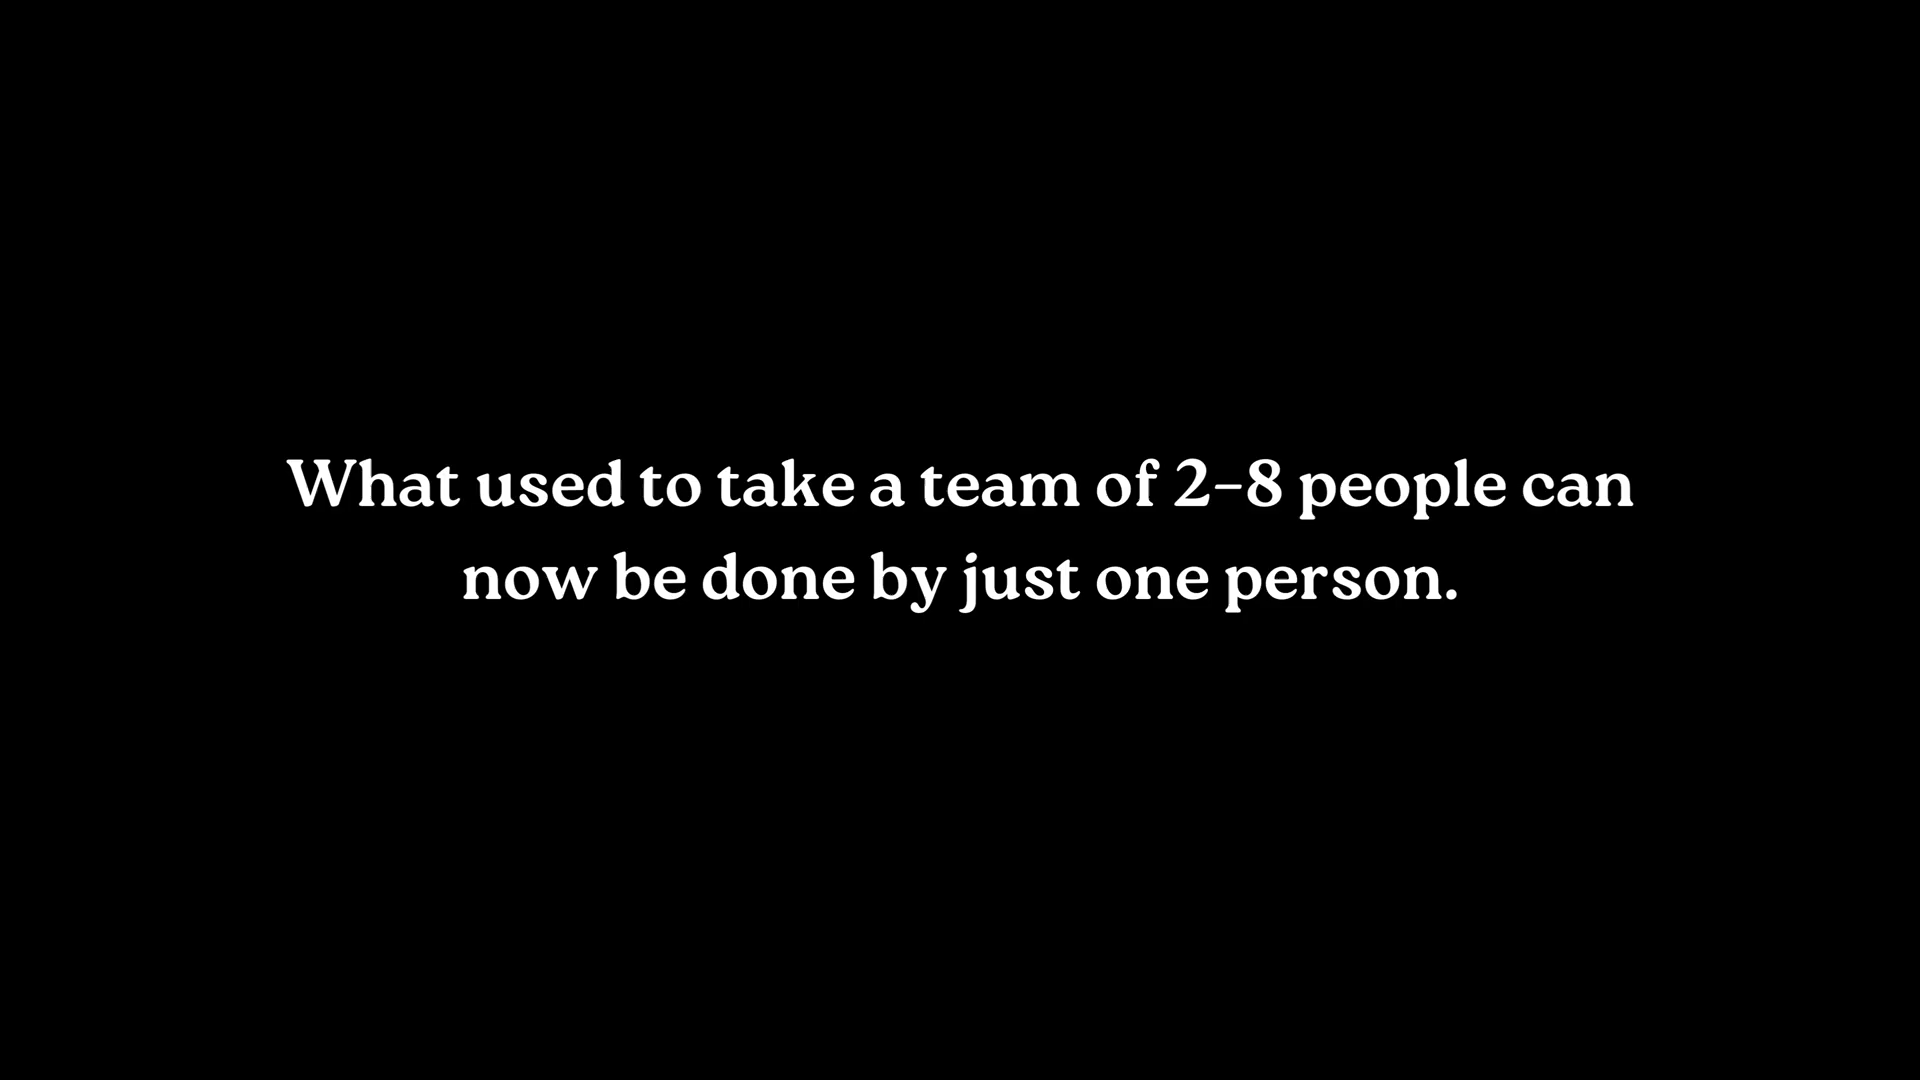 What used to take a team of 2–8 people can
now be done by just one person.